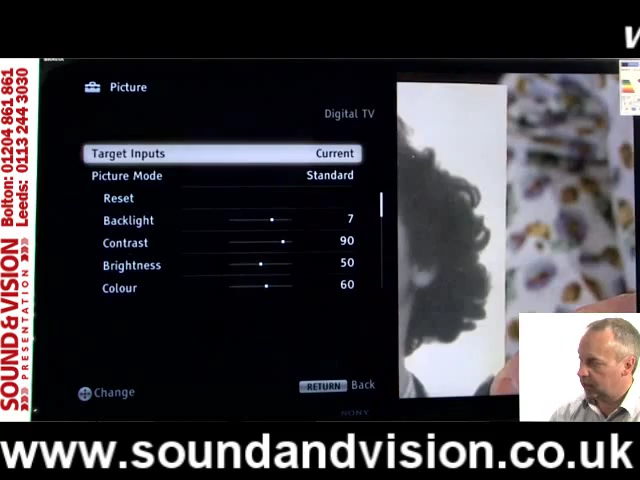 V
BRAVIA
Picture
Digital TV
Target Inputs Current
Picture Mode Standard
Reset
Backlight 7
Contrast 90
Brightness 50
Colour 60
Change
RETURN Back
SONY
Bolton: 01204 861 861
Leeds: 0113 244 3030
SOUND & VISION
PRESENTATION
www.soundandvision.co.uk